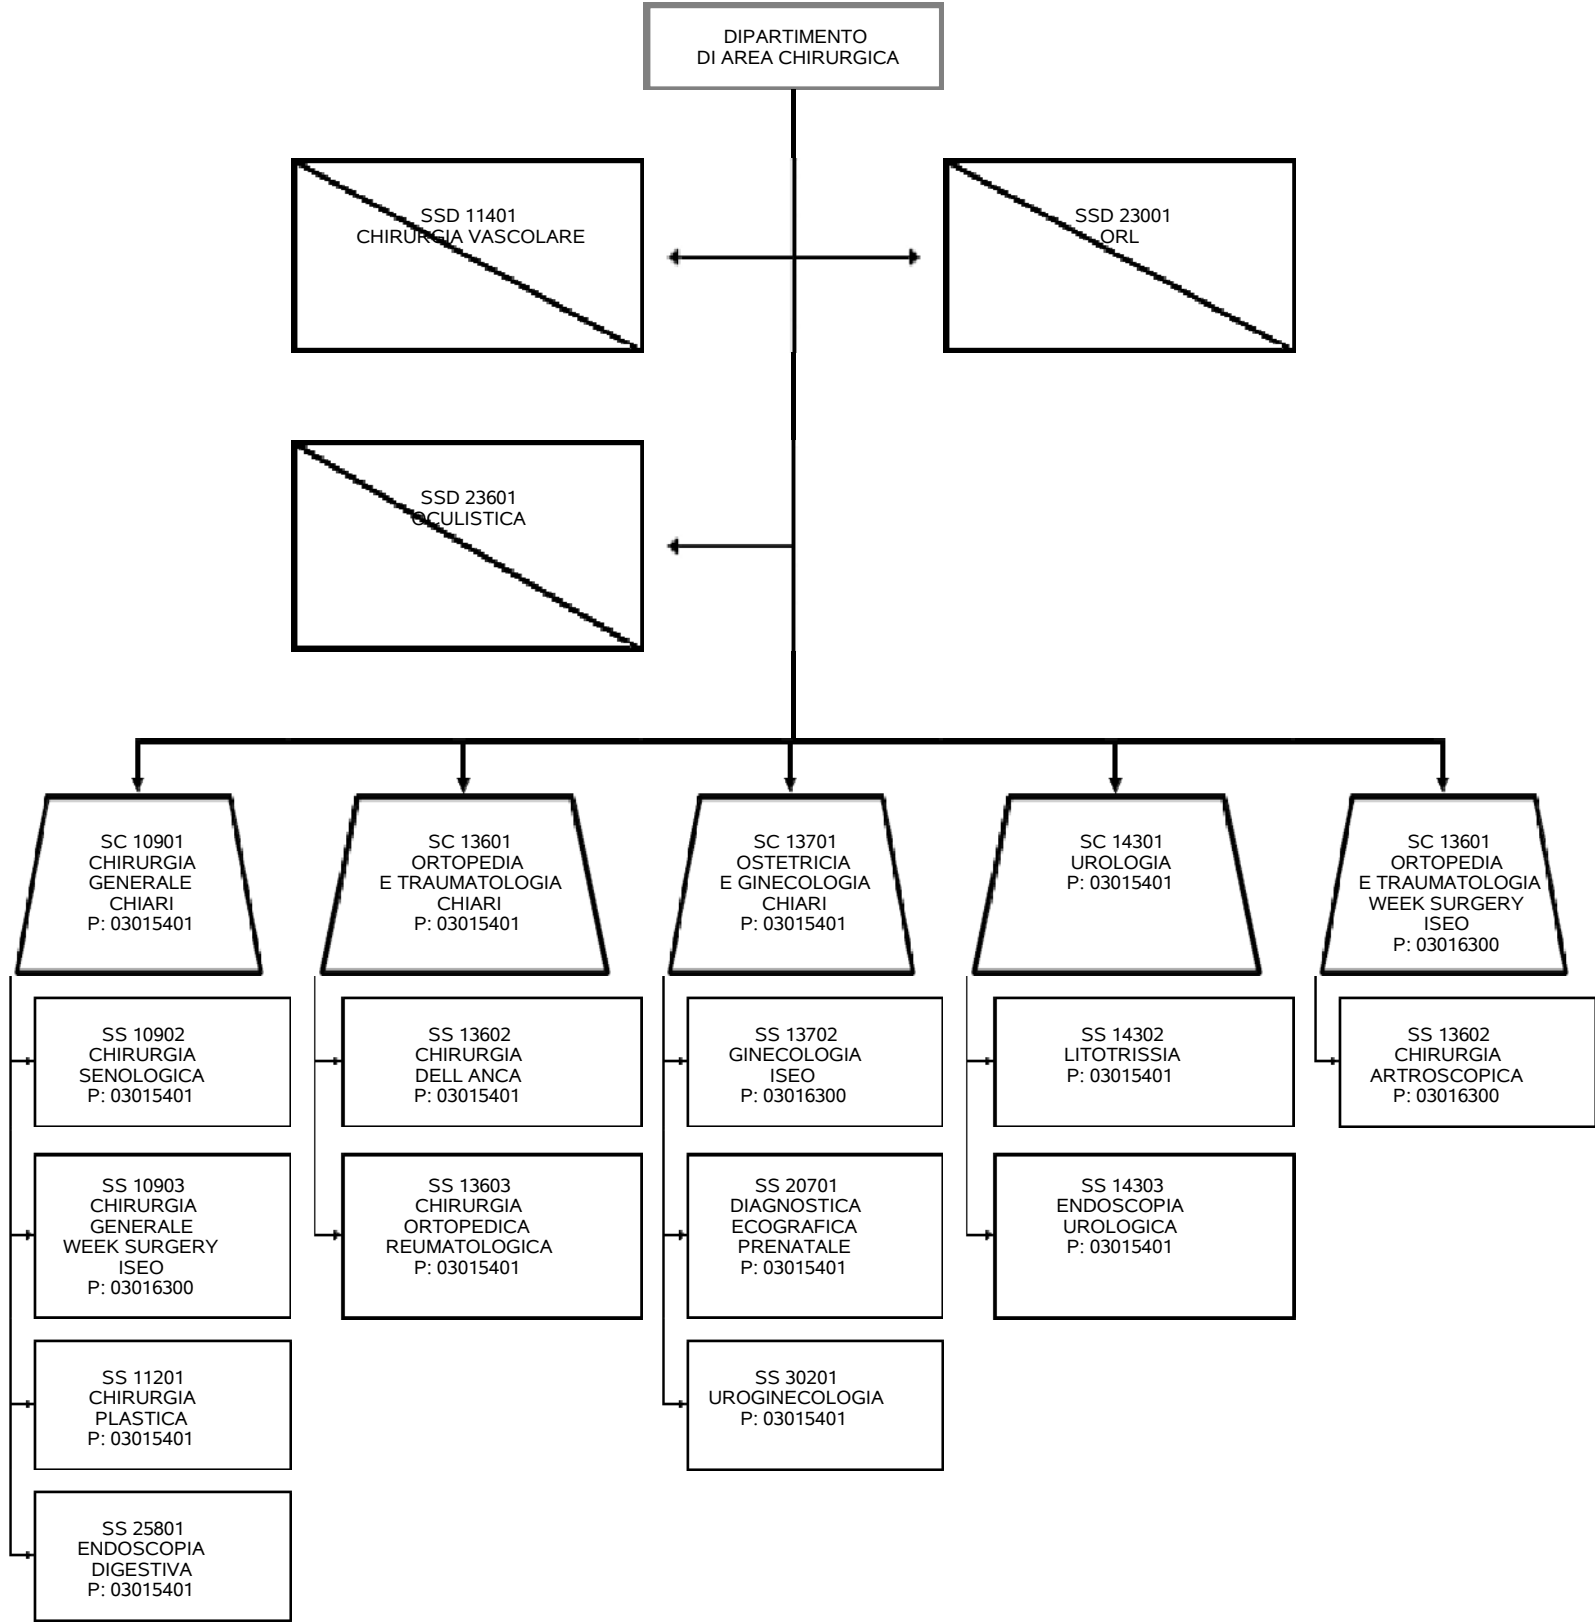 DIPARTIMENTO
DI AREA CHIRURGICA
SSD 11401
CHIRURGIA VASCOLARE
SSD 23001
ORL
SSD 23601
OCULISTICA
SC 10901
CHIRURGIA
GENERALE
CHIARI
P: 03015401
SC 13601
ORTOPEDIA
E TRAUMATOLOGIA
CHIARI
P: 03015401
SC 13701
OSTETRICIA
E GINECOLOGIA
CHIARI
P: 03015401
SC 14301
UROLOGIA
P: 03015401
SC 13601
ORTOPEDIA
E TRAUMATOLOGIA
WEEK SURGERY
ISEO
P: 03016300
SS 10902
CHIRURGIA
SENOLOGICA
P: 03015401
SS 13602
CHIRURGIA
DELL ANCA
P: 03015401
SS 13702
GINECOLOGIA
ISEO
P: 03016300
SS 14302
LITOTRISSIA
P: 03015401
SS 13602
CHIRURGIA
ARTROSCOPICA
P: 03016300
SS 10903
CHIRURGIA
GENERALE
WEEK SURGERY
ISEO
P: 03016300
SS 13603
CHIRURGIA
ORTOPEDICA
REUMATOLOGICA
P: 03015401
SS 20701
DIAGNOSTICA
ECOGRAFICA
PRENATALE
P: 03015401
SS 14303
ENDOSCOPIA
UROLOGICA
P: 03015401
SS 11201
CHIRURGIA
PLASTICA
P: 03015401
SS 30201
UROGINECOLOGIA
P: 03015401
SS 25801
ENDOSCOPIA
DIGESTIVA
P: 03015401